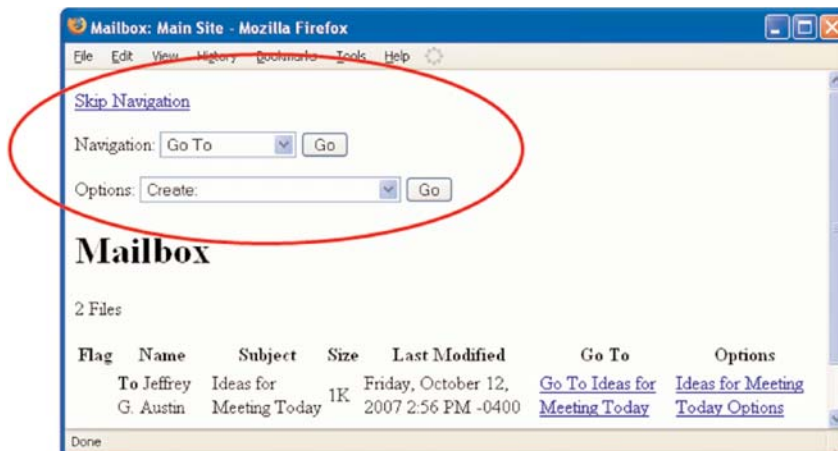 Mailbox: Main Site - Mozilla Firefox
File Edit View History Bookmarks Tools Help
Skip Navigation
Navigation: Go To Go
Options: Create: Go
Mailbox
2 Files
Flag Name Subject Size Last Modified Go To Options
To Jeffrey Ideas for 1K Friday, October 12, Go To Ideas for Ideas for Meeting
G. Austin Meeting Today 2007 2:56 PM -0400 Meeting Today Today Options
Done